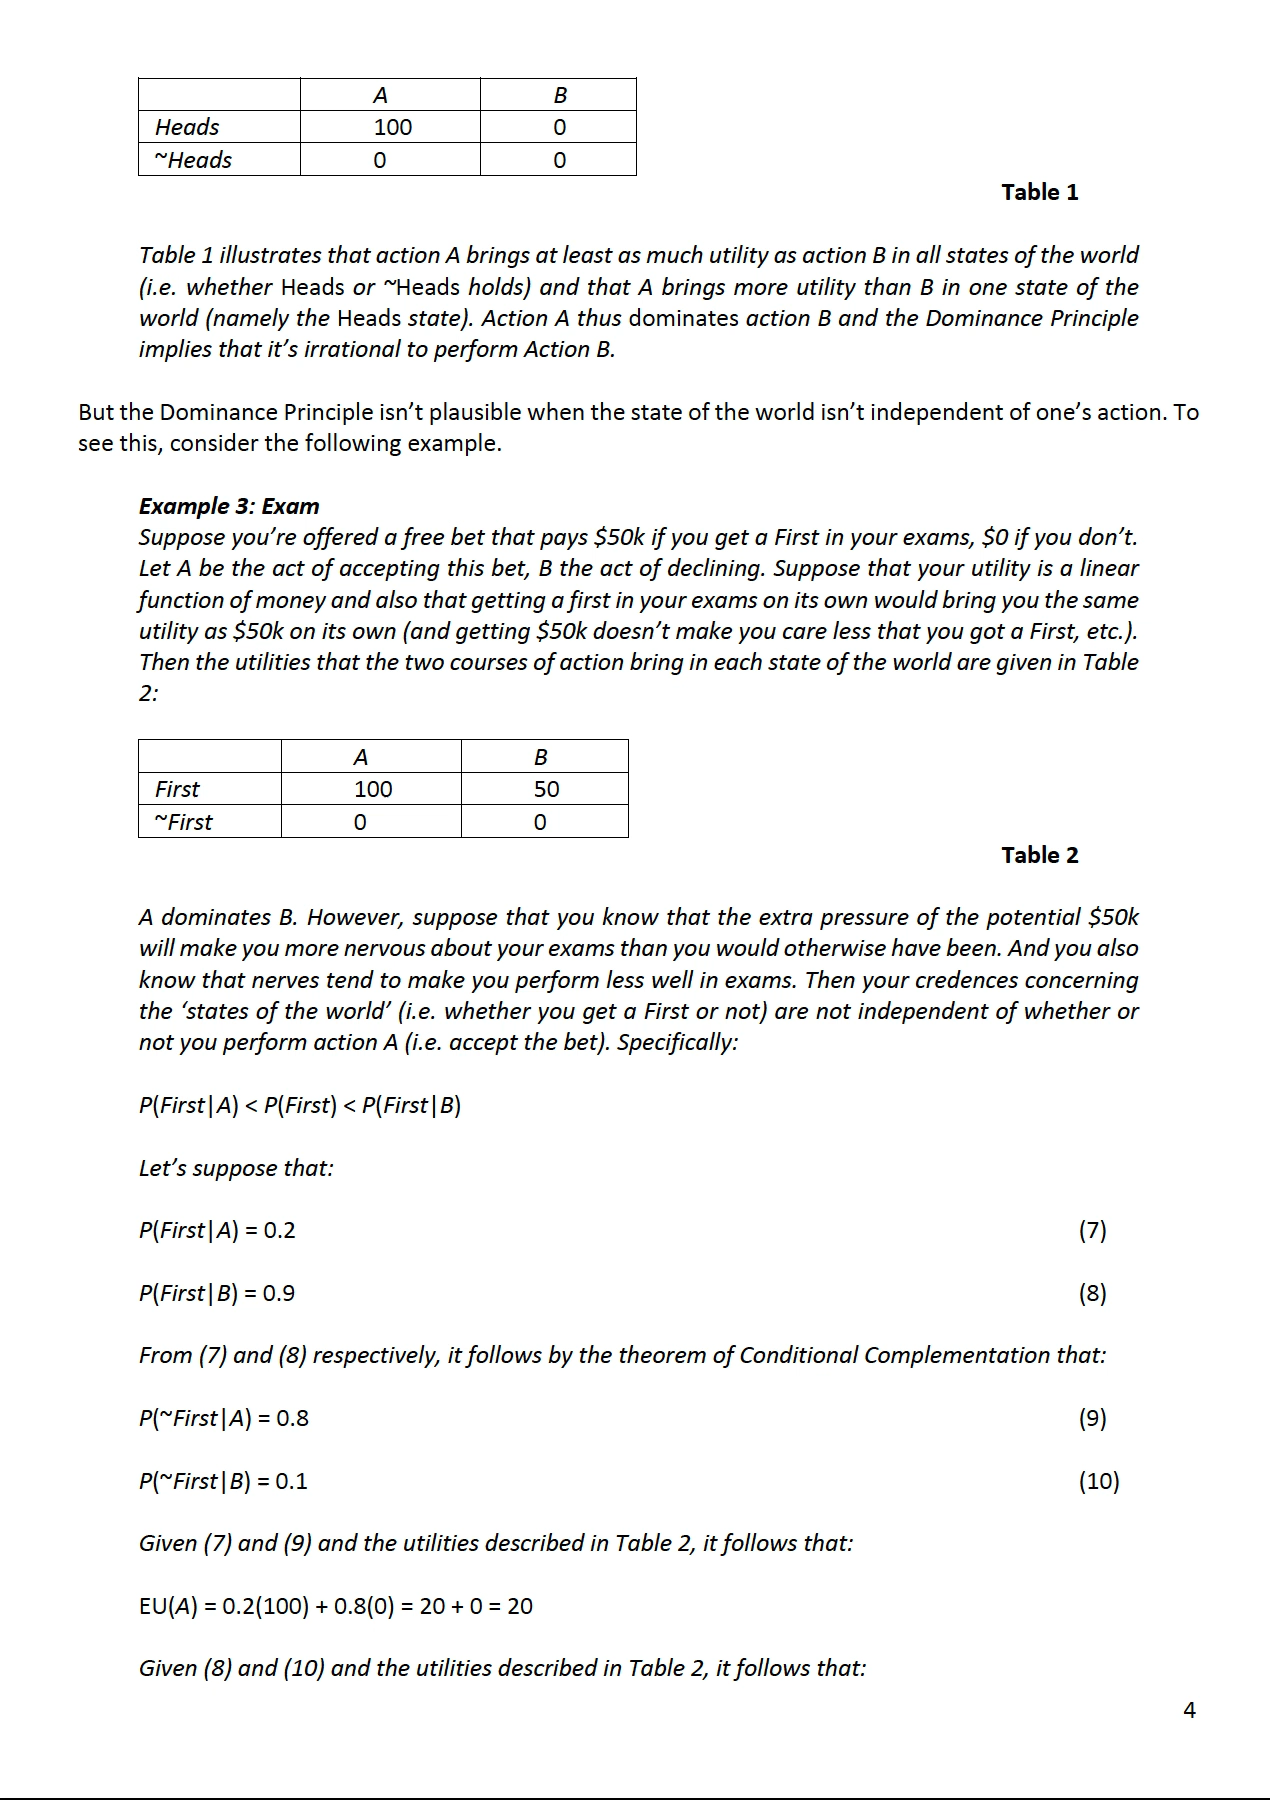 A B
Heads 100 0
~Heads 0 0
Table 1
Table 1 illustrates that action A brings at least as much utility as action B in all states of the world
(i.e. whether Heads or ~Heads holds) and that A brings more utility than B in one state of the
world (namely the Heads state). Action A thus dominates action B and the Dominance Principle
implies that it’s irrational to perform Action B.
But the Dominance Principle isn’t plausible when the state of the world isn’t independent of one’s action. To
see this, consider the following example.
Example 3: Exam
Suppose you’re offered a free bet that pays $50k if you get a First in your exams, $0 if you don’t.
Let A be the act of accepting this bet, B the act of declining. Suppose that your utility is a linear
function of money and also that getting a first in your exams on its own would bring you the same
utility as $50k on its own (and getting $50k doesn’t make you care less that you got a First, etc.).
Then the utilities that the two courses of action bring in each state of the world are given in Table
2:
A B
First 100 50
~First 0 0
Table 2
A dominates B. However, suppose that you know that the extra pressure of the potential $50k
will make you more nervous about your exams than you would otherwise have been. And you also
know that nerves tend to make you perform less well in exams. Then your credences concerning
the ‘states of the world’ (i.e. whether you get a First or not) are not independent of whether or
not you perform action A (i.e. accept the bet). Specifically:
P(First|A) < P(First) < P(First|B)
Let’s suppose that:
P(First|A) = 0.2 (7)
P(First|B) = 0.9 (8)
From (7) and (8) respectively, it follows by the theorem of Conditional Complementation that:
P(~First|A) = 0.8 (9)
P(~First|B) = 0.1 (10)
Given (7) and (9) and the utilities described in Table 2, it follows that:
EU(A) = 0.2(100) + 0.8(0) = 20 + 0 = 20
Given (8) and (10) and the utilities described in Table 2, it follows that:
4